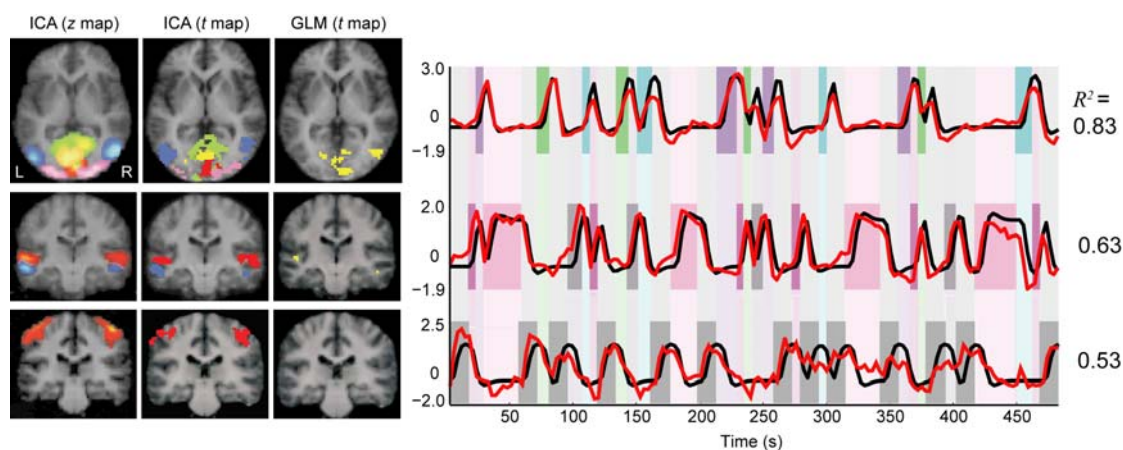 ICA (z map) ICA (t map) GLM (t map)
L R
3.0
0
−1.9
R² =
0.83
2.0
0
−1.9
0.63
2.5
0
−2.0
0.53
50 100 150 200 250 300 350 400 450
Time (s)